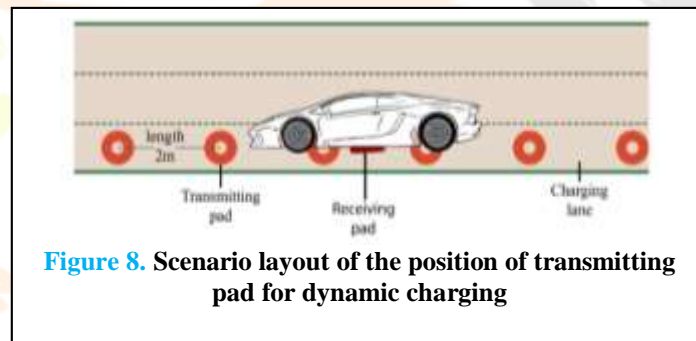 length
2m
Transmitting
pad
Receiving
pad
Charging
lane
Figure 8. Scenario layout of the position of transmitting
pad for dynamic charging